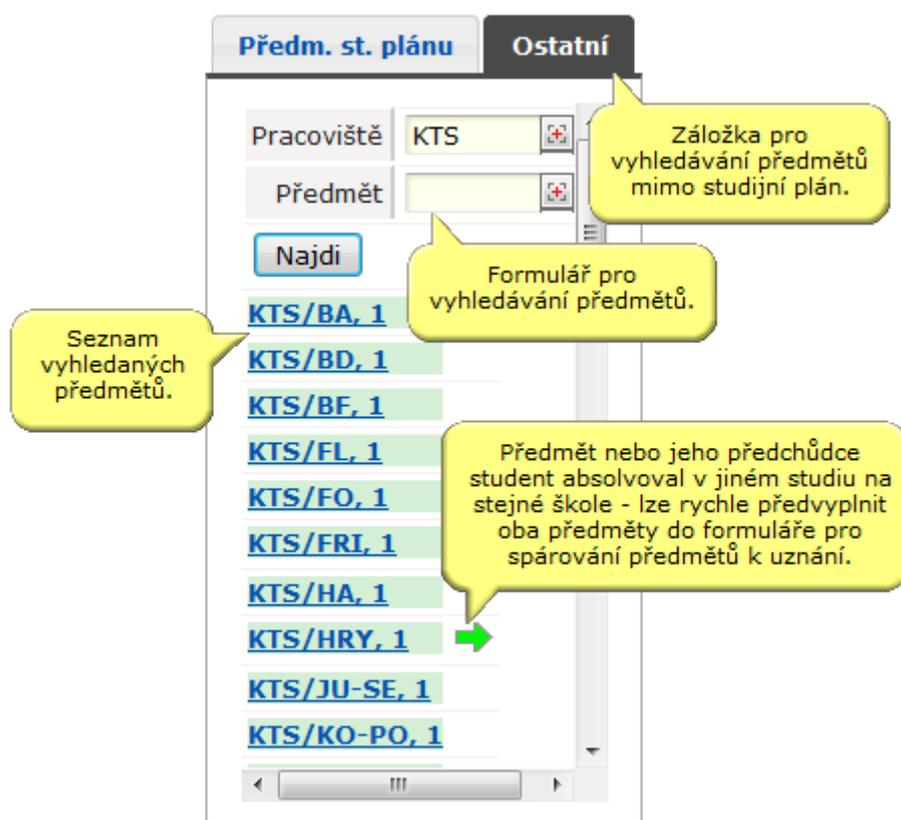 Předm. st. plánu
Ostatní
Pracoviště KTS
Předmět
Najdi
Záložka pro
vyhledávání předmětů
mimo studijní plán.
Formulář pro
vyhledávání předmětů.
Seznam
vyhledaných
předmětů.
KTS/BA, 1
KTS/BD, 1
KTS/BF, 1
KTS/FL, 1
KTS/FO, 1
KTS/FRI, 1
KTS/HA, 1
KTS/HRY, 1
KTS/JU-SE, 1
KTS/KO-PO, 1
Předmět nebo jeho předchůdce
student absolvoval v jiném studiu na
stejné škole - lze rychle předvyplnit
oba předměty do formuláře pro
spárování předmětů k uznání.